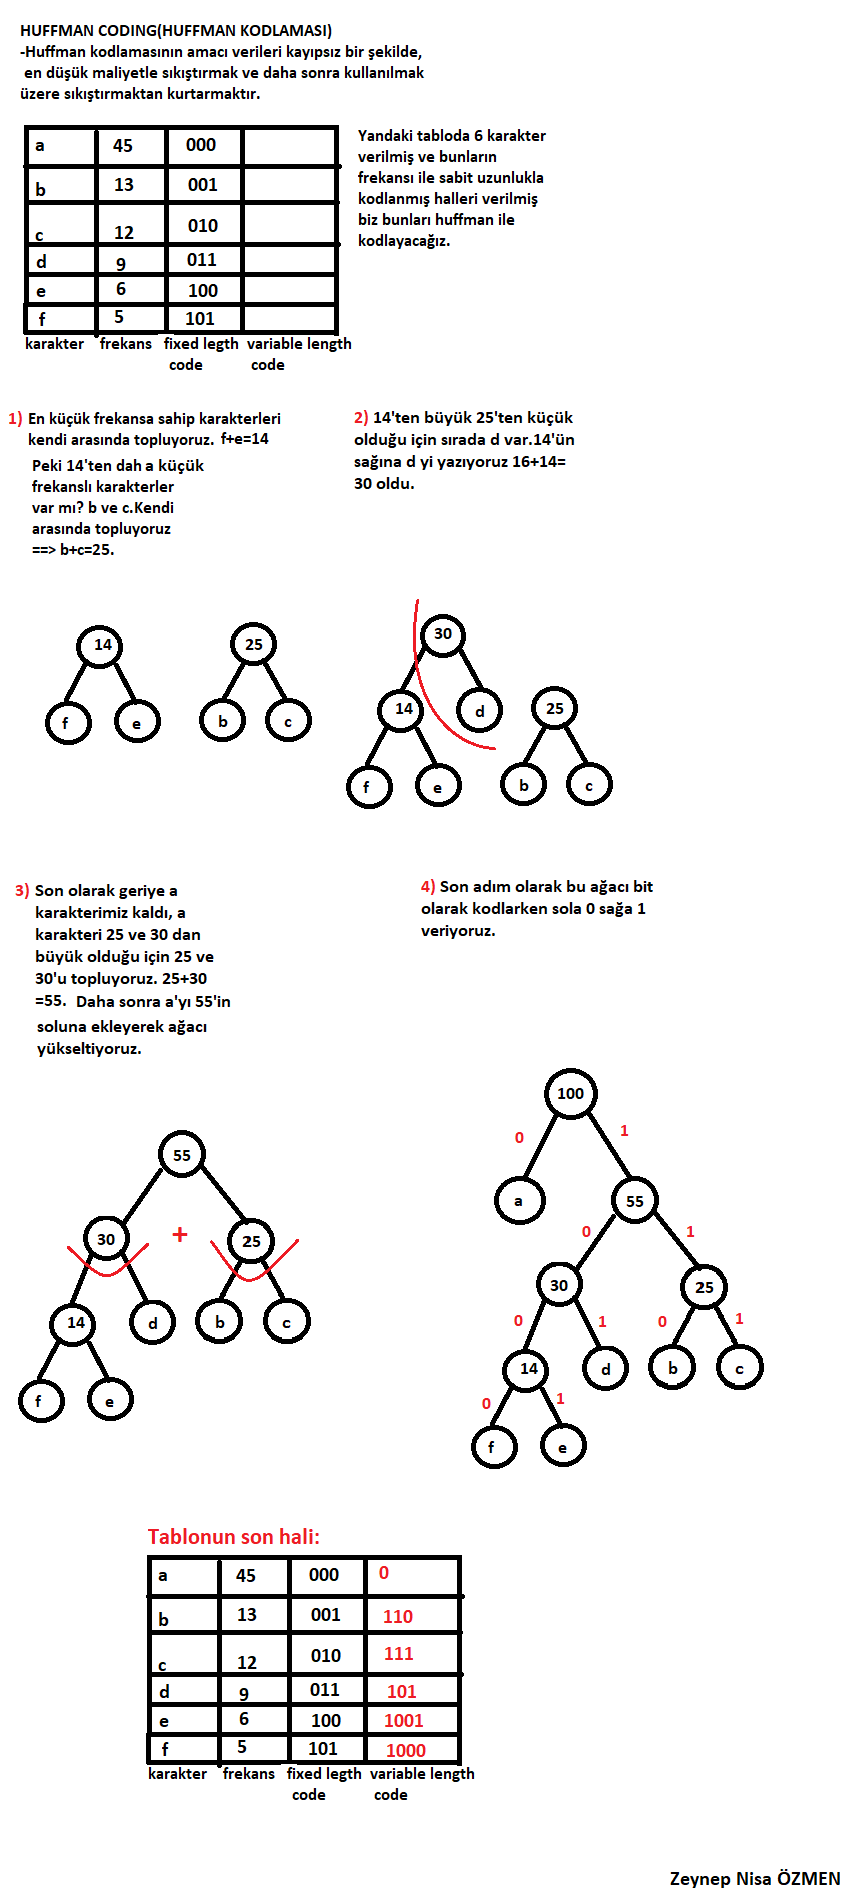 HUFFMAN CODING(HUFFMAN KODLAMASI)
-Huffman kodlamasının amacı verileri kayıpsız bir şekilde,
en düşük maliyetle sıkıştırmak ve daha sonra kullanılmak
üzere sıkıştırmaktan kurtarmaktır.
a 45 000
b 13 001
c 12 010
d 9 011
e 6 100
f 5 101
karakter frekans fixed legth variable length
code code
Yandaki tabloda 6 karakter
verilmiş ve bunların
frekansı ile sabit uzunlukla
kodlanmış halleri verilmiş
biz bunları huffman ile
kodlayacağız.
1) En küçük frekansa sahip karakterleri
kendi arasında topluyoruz. f+e=14
Peki 14'ten dah a küçük
frekanslı karakterler
var mı? b ve c.Kendi
arasında topluyoruz
==> b+c=25.
2) 14'ten büyük 25'ten küçük
olduğu için sırada d var.14'ün
sağına d yi yazıyoruz 16+14=
30 oldu.
14 25
f e b c
30
14 d 25
f e b c
3) Son olarak geriye a
karakterimiz kaldı, a
karakteri 25 ve 30 dan
büyük olduğu için 25 ve
30'u topluyoruz. 25+30
=55. Daha sonra a'yı 55'in
soluna ekleyerek ağacı
yükseltiyoruz.
4) Son adım olarak bu ağacı bit
olarak kodlarken sola 0 sağa 1
veriyoruz.
55
30 + 25
14 d b c
f e
100
0 1
a 55
0 1
30 25
0 1 0 1
14 d b c
0 1
f e
Tablonun son hali:
a 45 000 0
b 13 001 110
c 12 010 111
d 9 011 101
e 6 100 1001
f 5 101 1000
karakter frekans fixed legth variable length
code code
Zeynep Nisa ÖZMEN